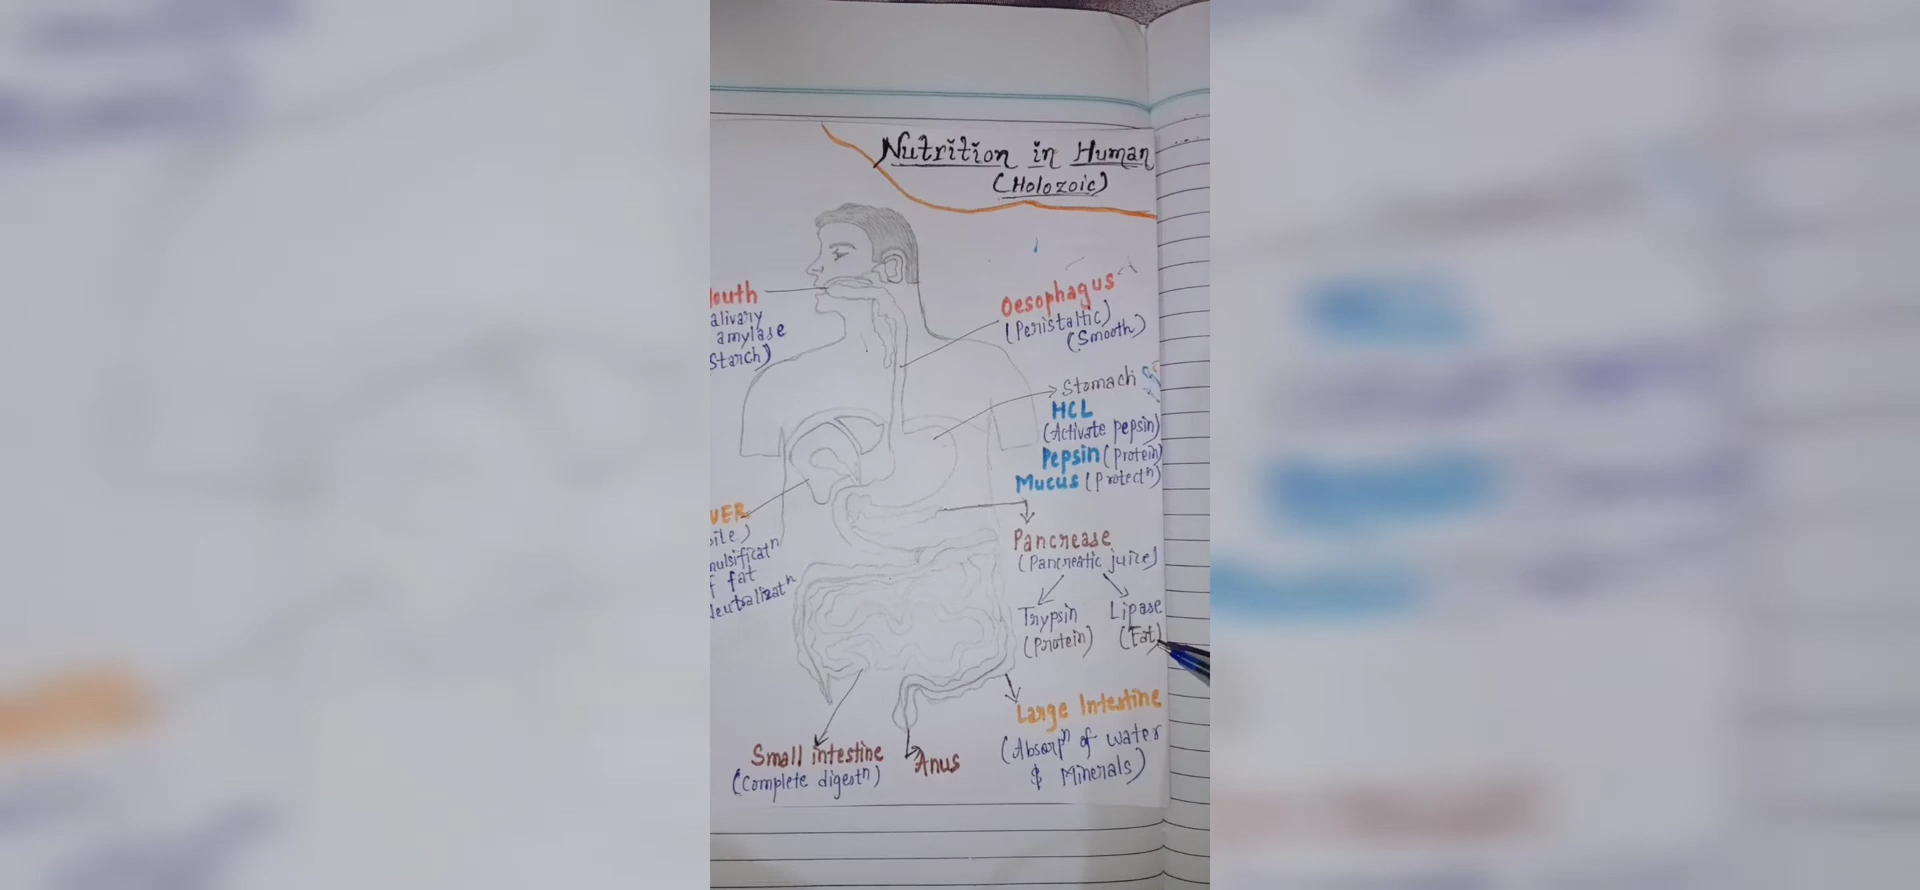 Nutrition in Human
(Holozoic)
outh
alivary
amylase
Starch)
Oesophagus
(Peristaltic)
(Smooth)
Stomach
HCL
(Activate pepsin)
Pepsin (Protein)
Mucus (Protectn)
VER
ile)
mulsificatn
f fat
Neutralizatn
Pancrease
(Pancreatic juice)
Trypsin
(Protein)
Lipase
(Fat)
Large Intestine
(Absorpn of water
& Minerals)
Small intestine
(Complete digestn)
Anus